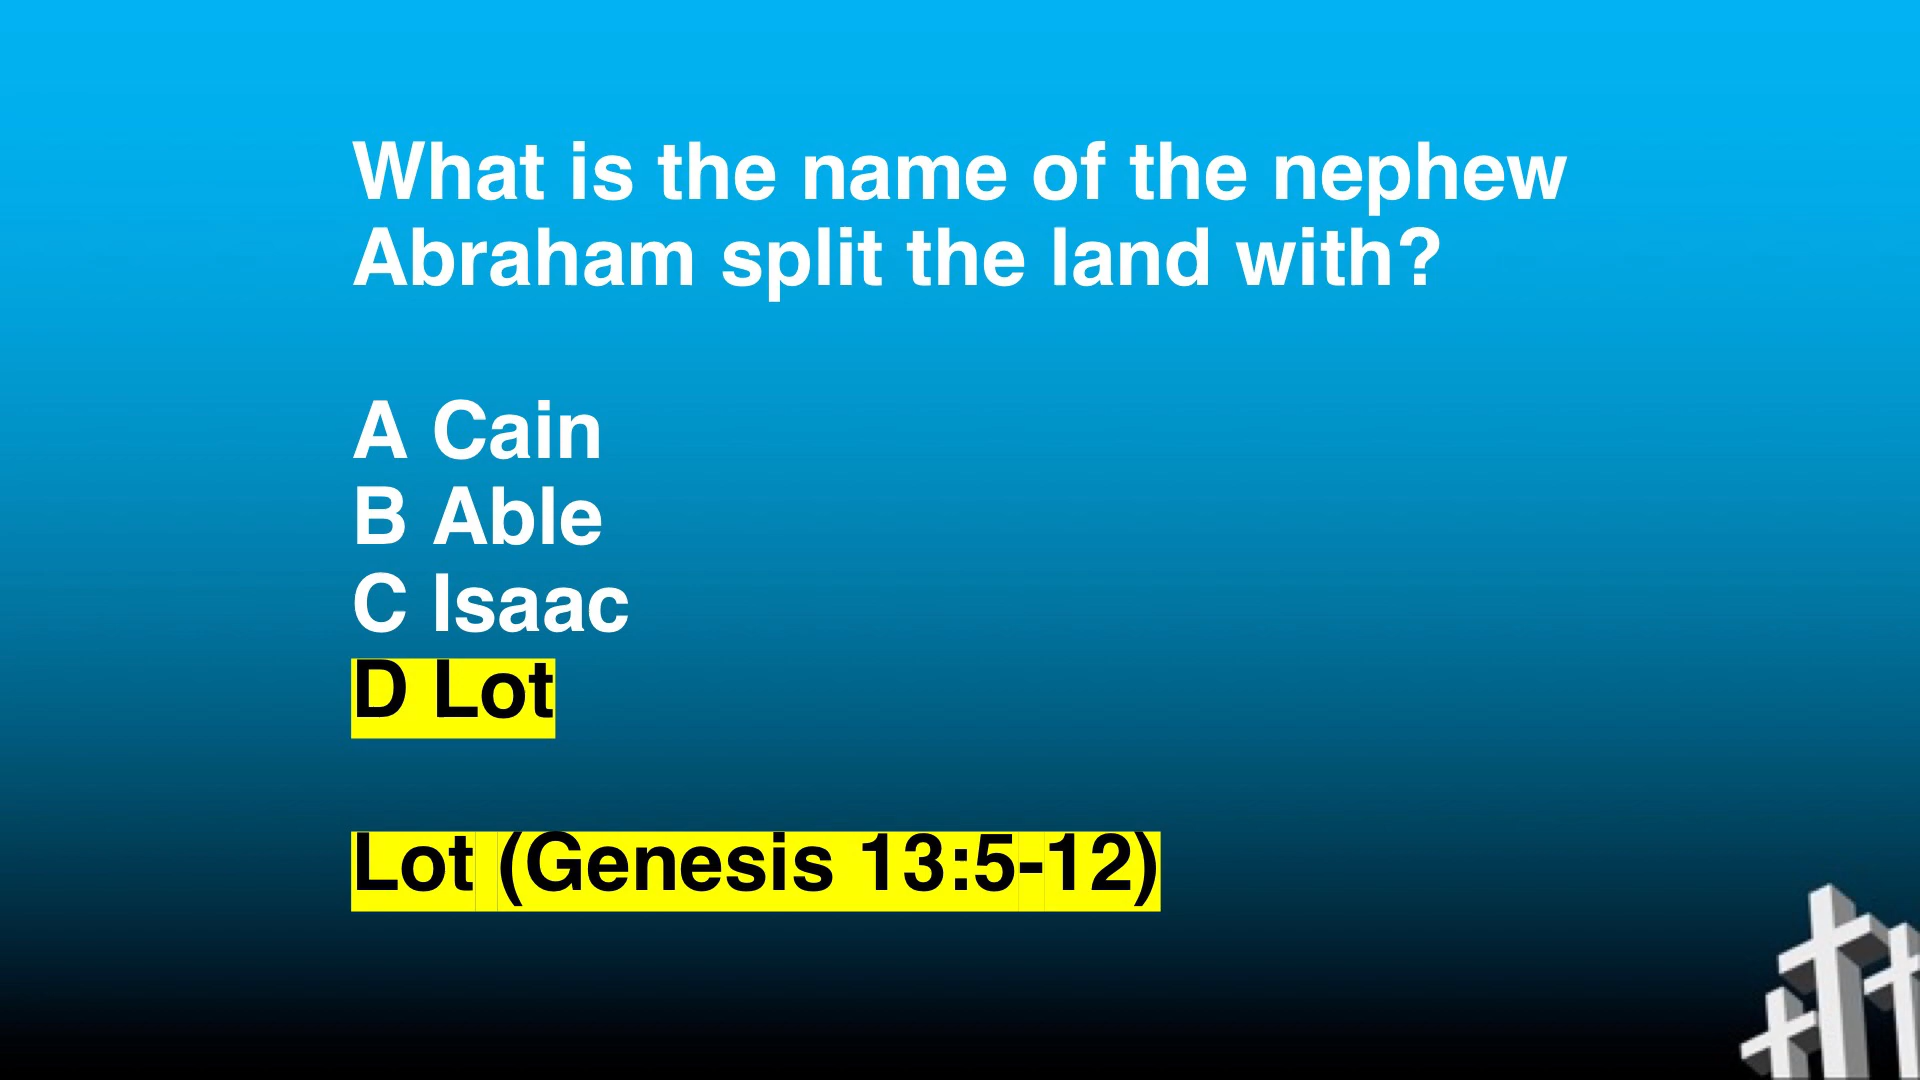 What is the name of the nephew
Abraham split the land with?
A Cain
B Able
C Isaac
D Lot
Lot (Genesis 13:5-12)